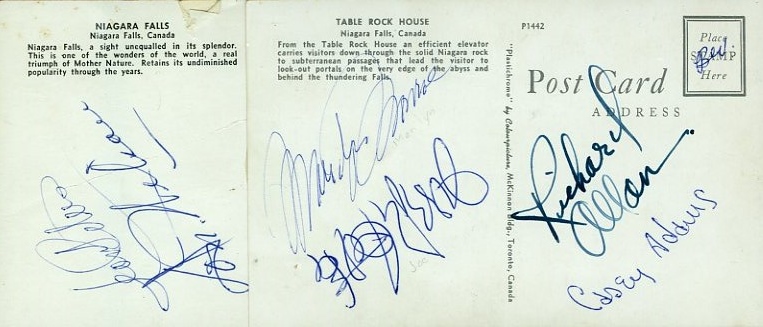 NIAGARA FALLS
Niagara Falls, Canada
Niagara Falls, a sight unequalled in its splendor.
This is one of the wonders of the world, a real
triumph of Mother Nature. Retains its undiminished
popularity through the years.
TABLE ROCK HOUSE
Niagara Falls, Canada
From the Table Rock House an efficient elevator
carries visitors down through the solid Niagara rock
to subterranean passages that lead the visitor to
look-out portals on the very edge of the abyss and
behind the thundering Falls.
Marilyn Monroe
"Plastichrome" by Colourpicture, McKinnon Bldg., Toronto, Canada
P1442
Post Card
ADDRESS
Place
STAMP
Here
Richard
Allan
Casey Adams